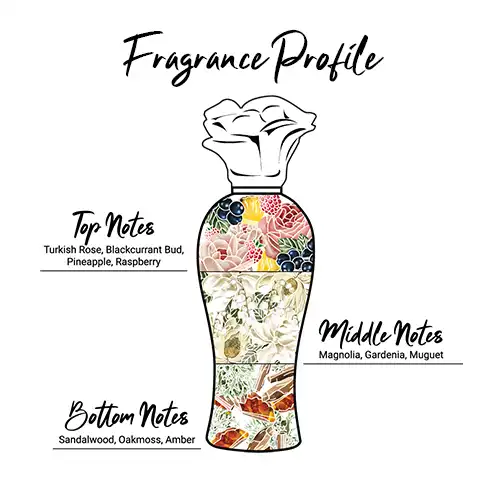 Fragrance Profile
Top Notes
Turkish Rose, Blackcurrant Bud,
Pineapple, Raspberry
Middle Notes
Magnolia, Gardenia, Muguet
Bottom Notes
Sandalwood, Oakmoss, Amber